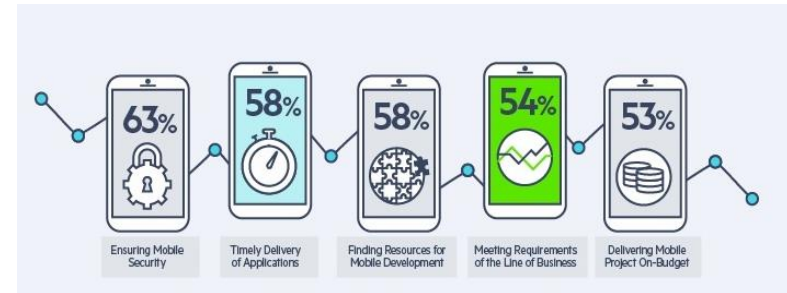 63%
58%
58%
54%
53%
Ensuring Mobile
Security
Timely Delivery
of Applications
Finding Resources for
Mobile Development
Meeting Requirements
of the Line of Business
Delivering Mobile
Project On-Budget